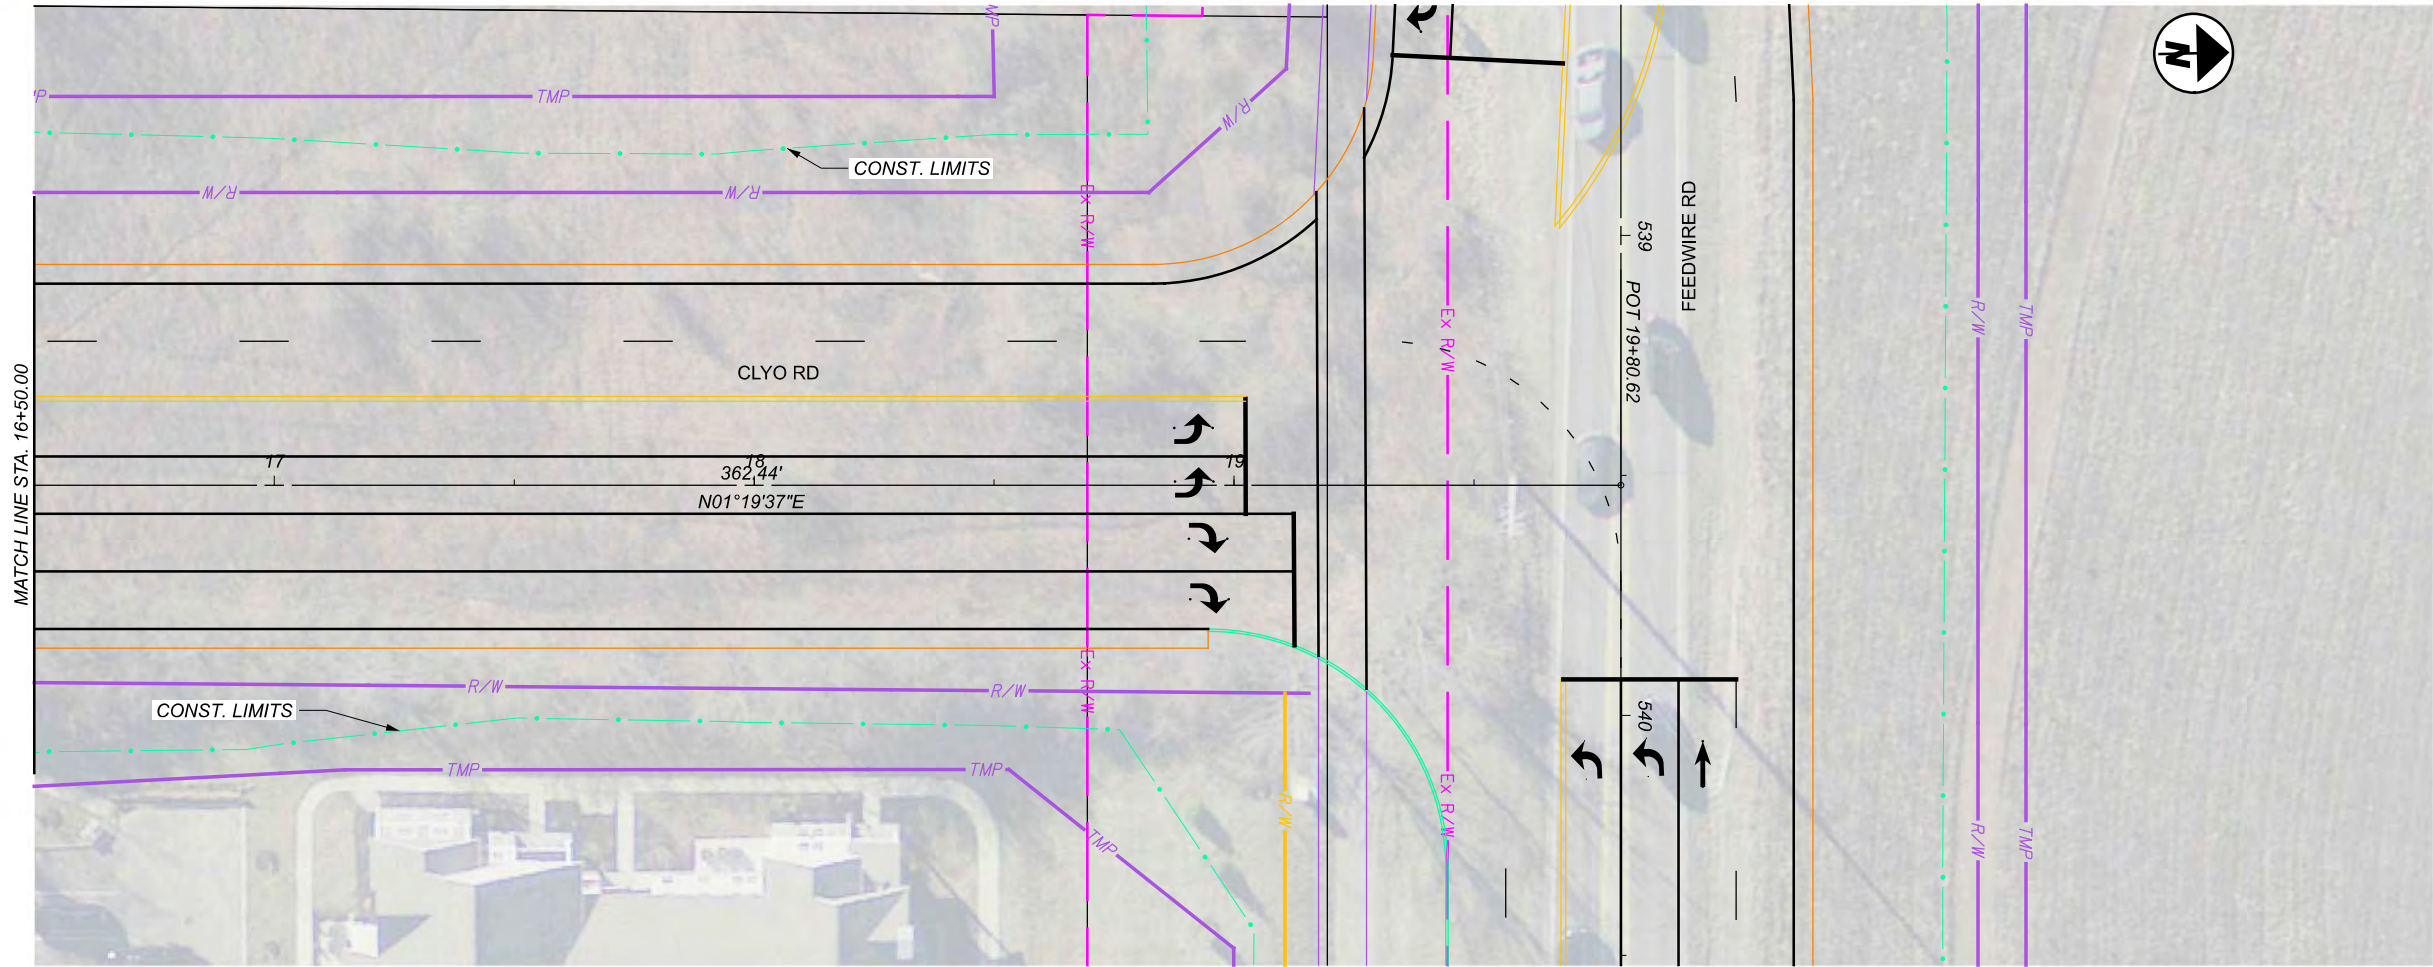 MP
N
'P
TMP
R/W
CONST. LIMITS
R/W
R/W
Ex R/W
FEEDWIRE RD
539
POT 19+80.62
Ex R/W
R/W
TMP
CLYO RD
MATCH LINE STA. 16+50.00
17
18
19
362.44'
N01°19'37"E
Ex R/W
R/W
R/W
CONST. LIMITS
540
TMP
TMP
TMP
R/W
Ex R/W
R/W
TMP